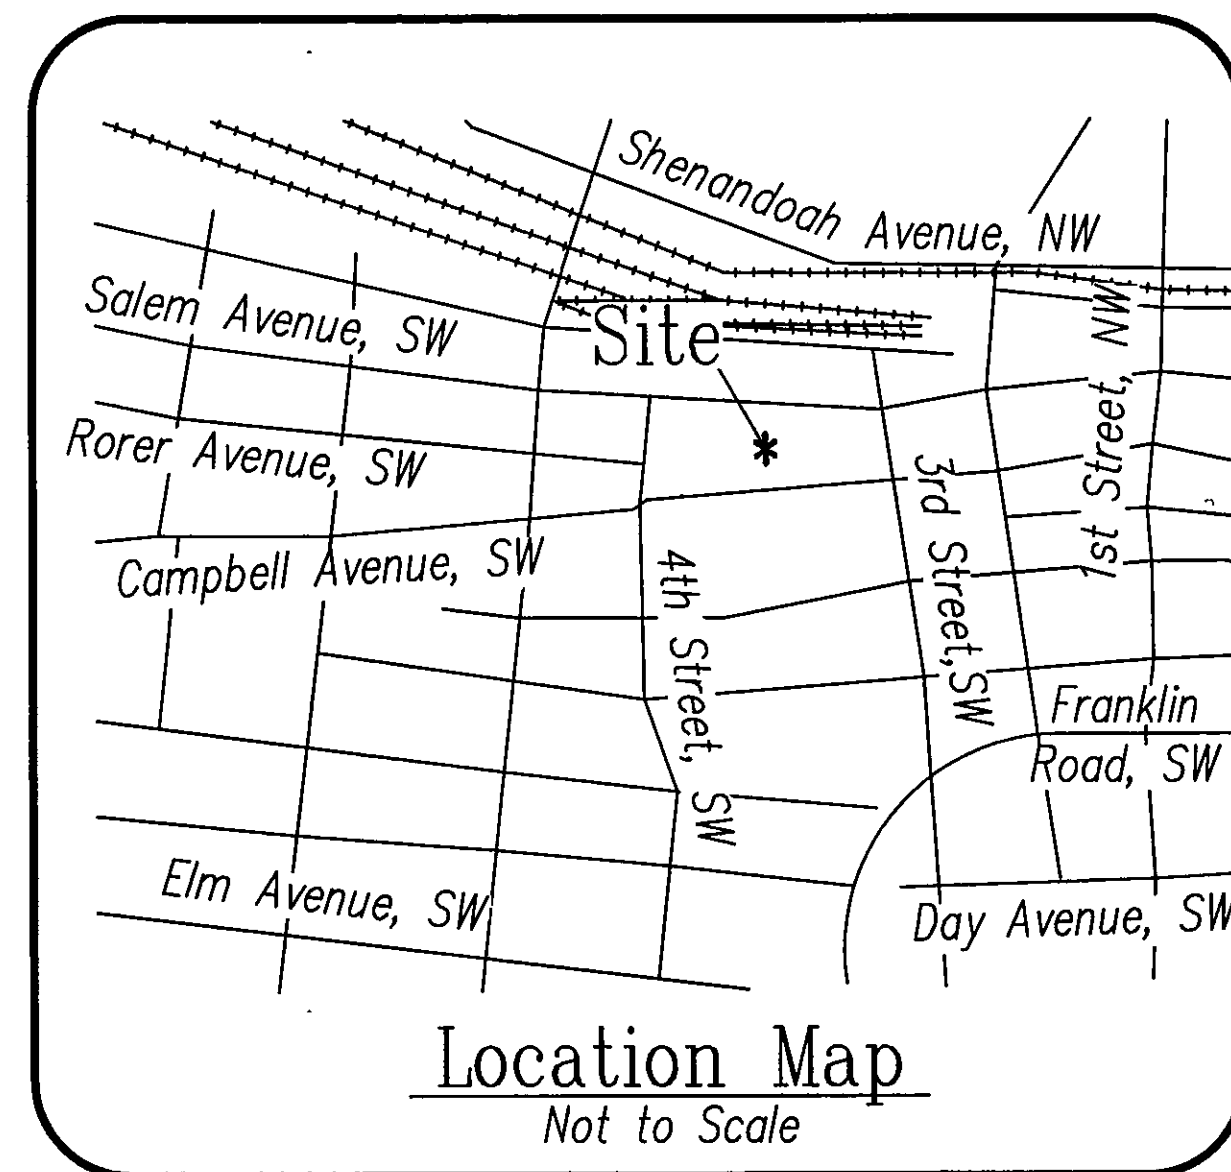 Shenandoah Avenue, NW
Salem Avenue, SW
Site
Rorer Avenue, SW
3rd Street, SW
1st Street, NW
Campbell Avenue, SW
4th Street, SW
Franklin
Road, SW
Elm Avenue, SW
Day Avenue, SW
Location Map
Not to Scale